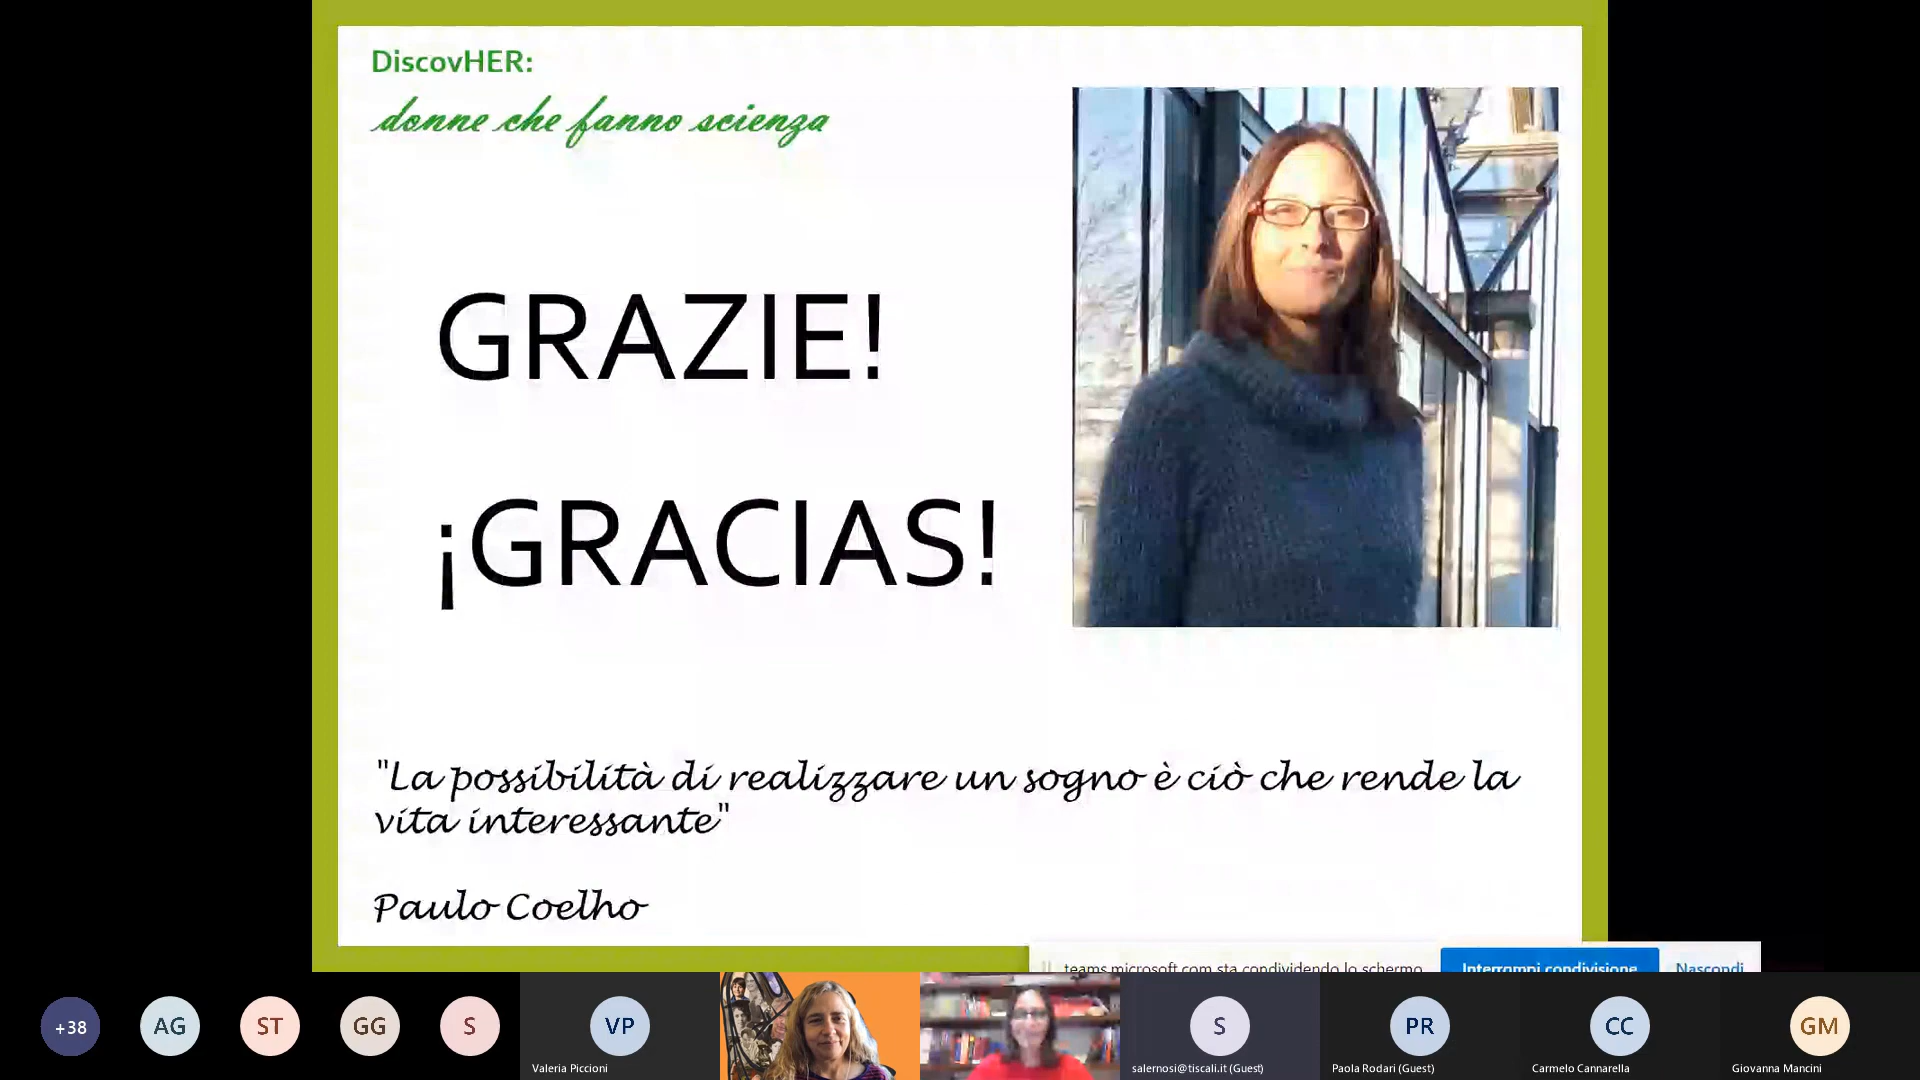 DiscovHER:
donne che fanno scienza
GRAZIE!
¡GRACIAS!
"La possibilità di realizzare un sogno è ciò che rende la
vita interessante"
Paulo Coelho
teams.microsoft.com sta condividendo lo schermo.
Interrompi condivisione
Nascondi
+38
AG
ST
GG
S
VP
S
PR
CC
GM
Valeria Piccioni
salernosi@tiscali.it (Guest)
Paola Rodari (Guest)
Carmelo Cannarella
Giovanna Mancini